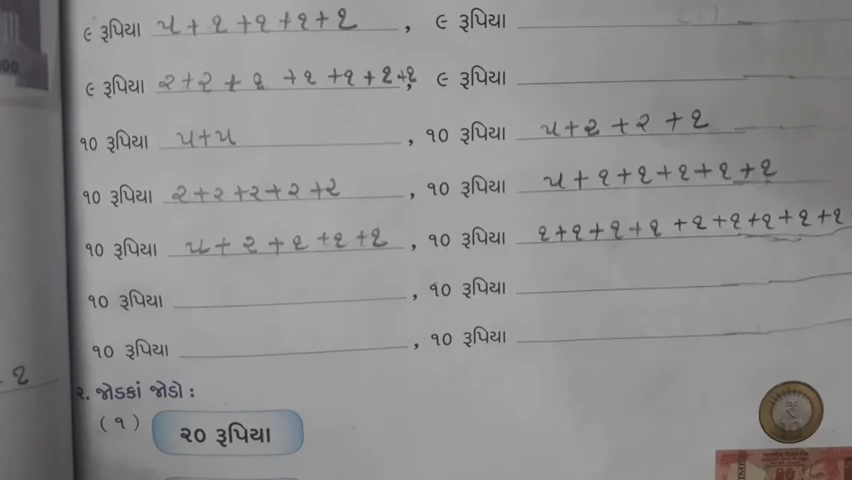 ૯ રૂપિયા ૫ + ૧ + ૧ + ૧ + ૧ , ૯ રૂપિયા
૯ રૂપિયા ૨ + ૨ + ૧ + ૧ + ૧ + ૧ + ૧ , ૯ રૂપિયા
૧૦ રૂપિયા ૫ + ૫ , ૧૦ રૂપિયા ૫ + ૨ + ૨ + ૧
૧૦ રૂપિયા ૨ + ૨ + ૨ + ૨ + ૨ , ૧૦ રૂપિયા ૫ + ૧ + ૧ + ૧ + ૧ + ૧
૧૦ રૂપિયા ૫ + ૨ + ૧ + ૧ + ૧ , ૧૦ રૂપિયા ૧ + ૧ + ૧ + ૧ + ૧ + ૧ + ૧ + ૧ + ૧
૧૦ રૂપિયા , ૧૦ રૂપિયા
૧૦ રૂપિયા , ૧૦ રૂપિયા
૨. જોડકાં જોડો :
(૧) ૨૦ રૂપિયા